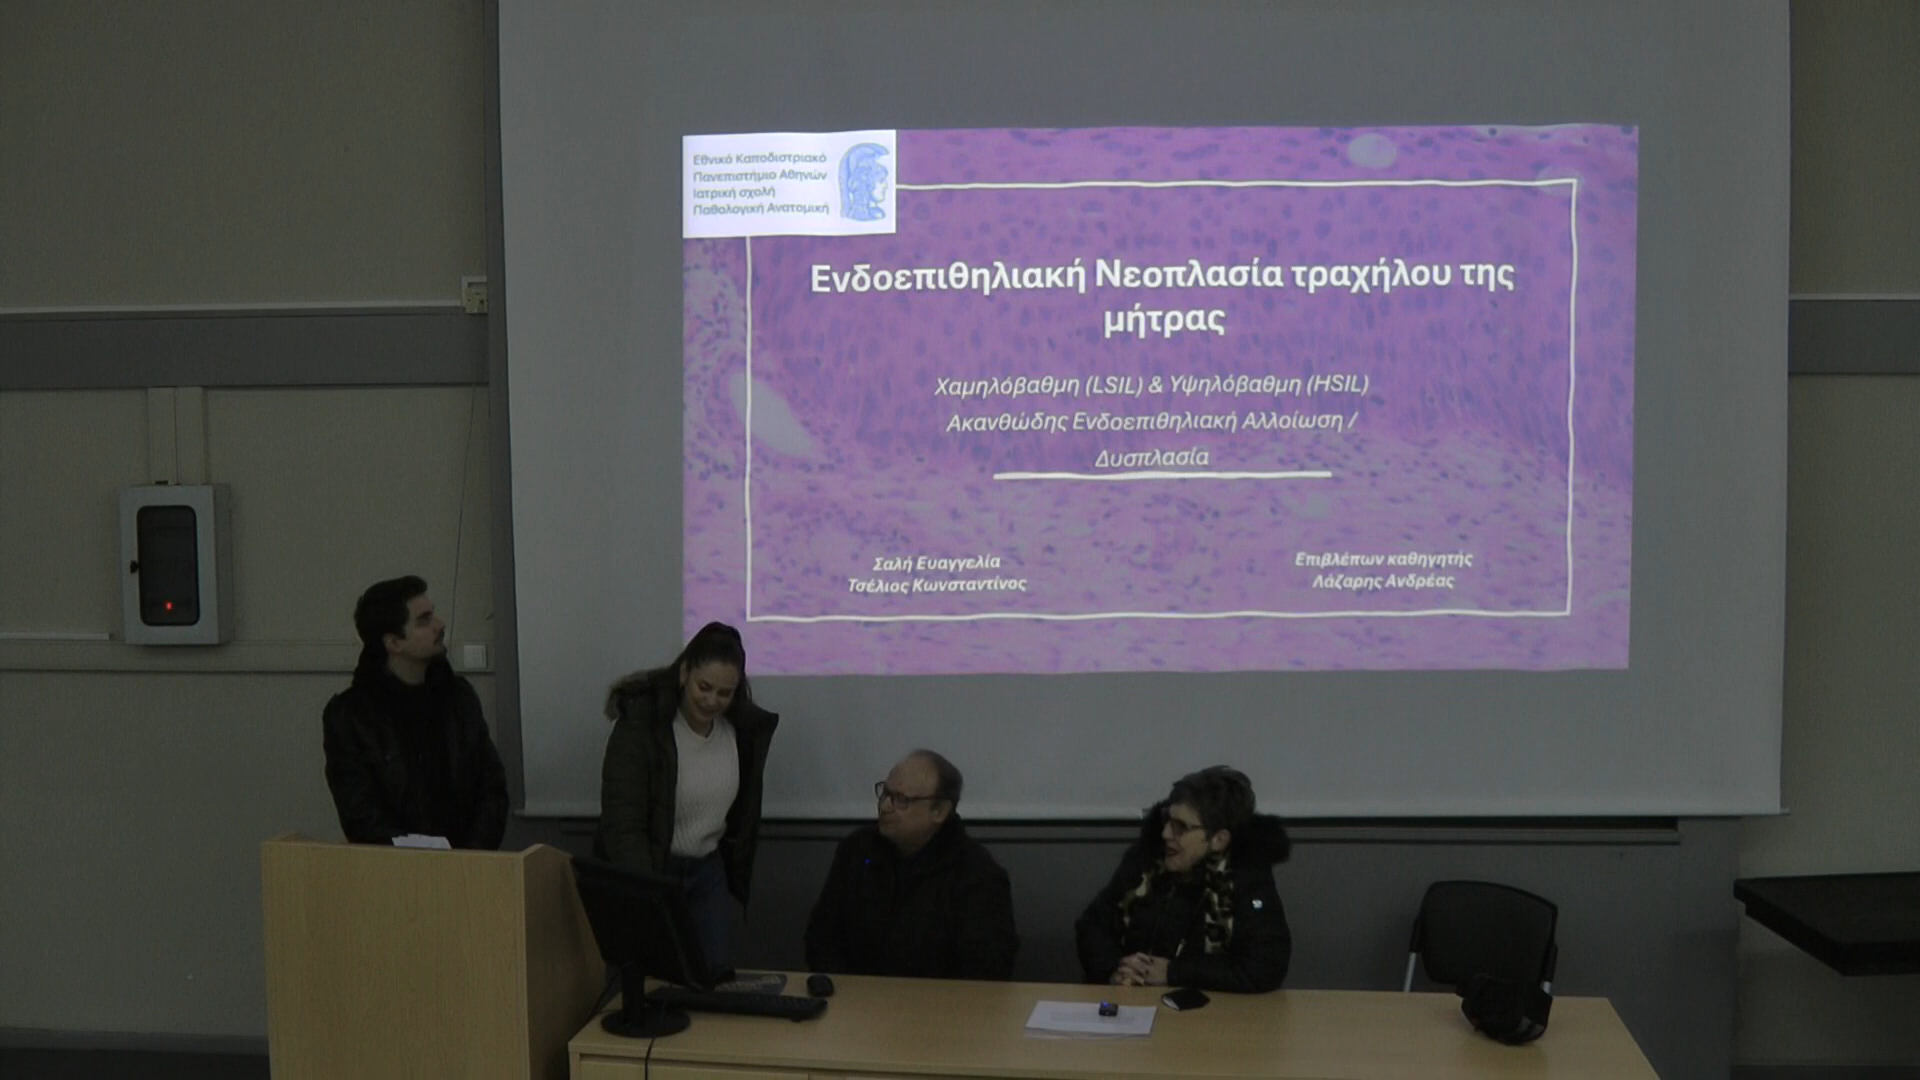 Εθνικό Καποδιστριακό
Πανεπιστήμιο Αθηνών
Ιατρική σχολή
Παθολογική Ανατομική
Ενδοεπιθηλιακή Νεοπλασία τραχήλου της
μήτρας
Χαμηλόβαθμη (LSIL) & Υψηλόβαθμη (HSIL)
Ακανθώδης Ενδοεπιθηλιακή Αλλοίωση /
Δυσπλασία
Σαλή Ευαγγελία
Τσέλιος Κωνσταντίνος
Επιβλέπων καθηγητής
Λάζαρης Ανδρέας